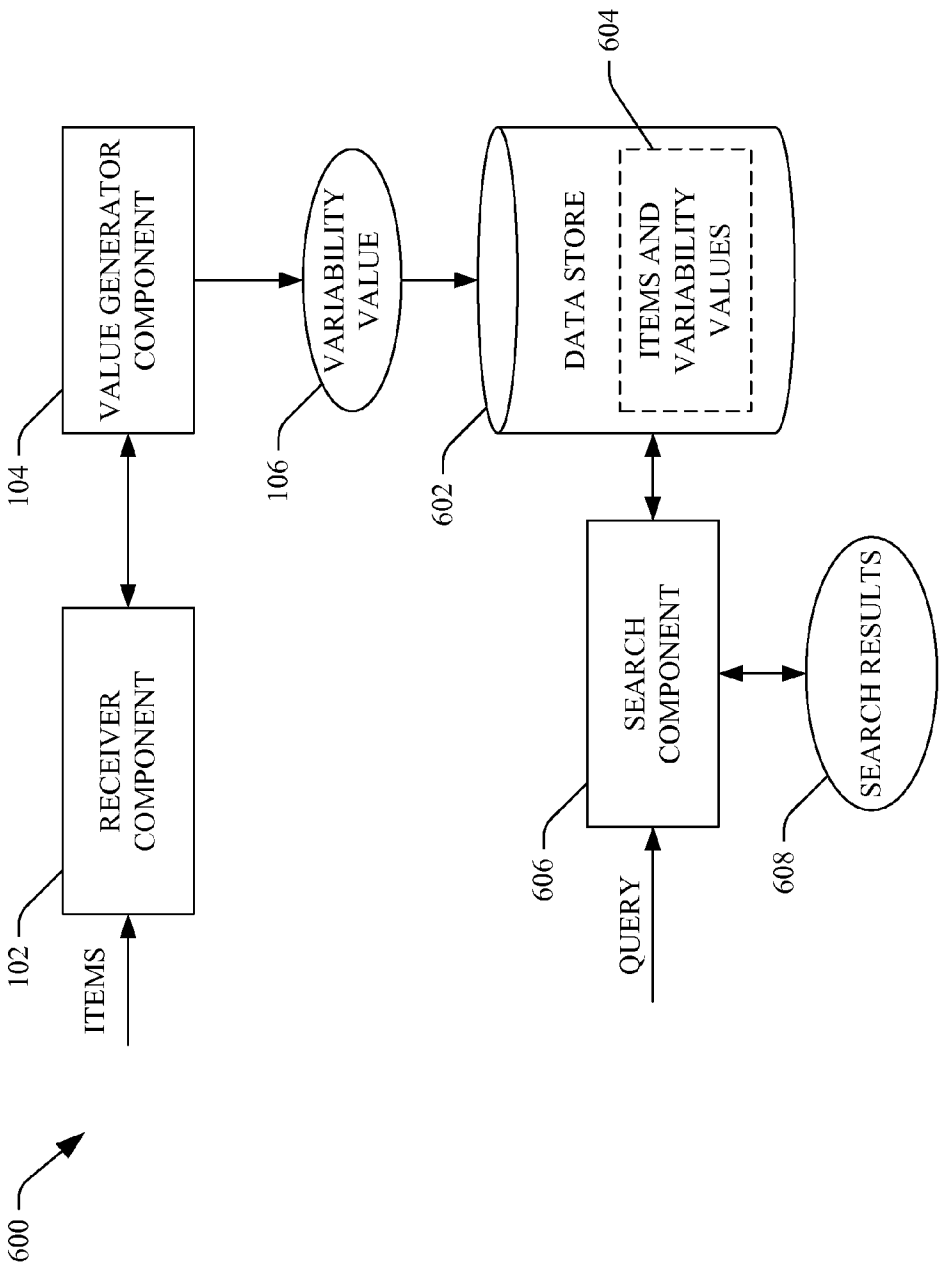 600
102
ITEMS
RECEIVER
COMPONENT
104
VALUE GENERATOR
COMPONENT
106
VARIABILITY
VALUE
602
DATA STORE
604
ITEMS AND
VARIABILITY
VALUES
606
QUERY
SEARCH
COMPONENT
608
SEARCH RESULTS